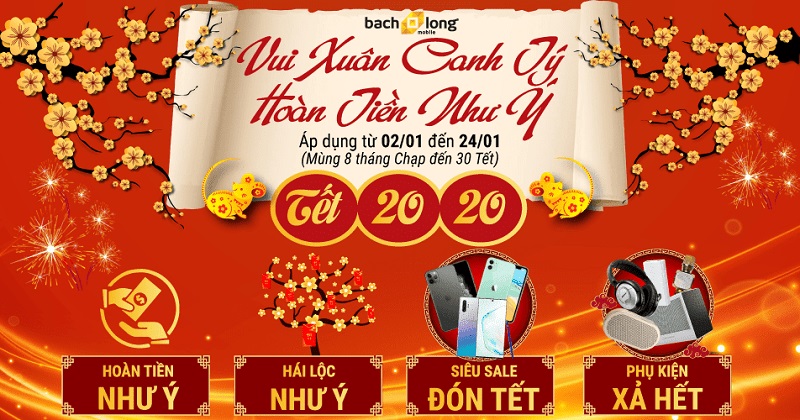 bach long
mobile
Vui Xuân Canh Tý
Hoàn Tiền Như Ý
Áp dụng từ 02/01 đến 24/01
(Mùng 8 tháng Chạp đến 30 Tết)
Tết 20 20
HOÀN TIỀN
NHƯ Ý
HÁI LỘC
NHƯ Ý
SIÊU SALE
ĐÓN TẾT
PHỤ KIỆN
XẢ HẾT